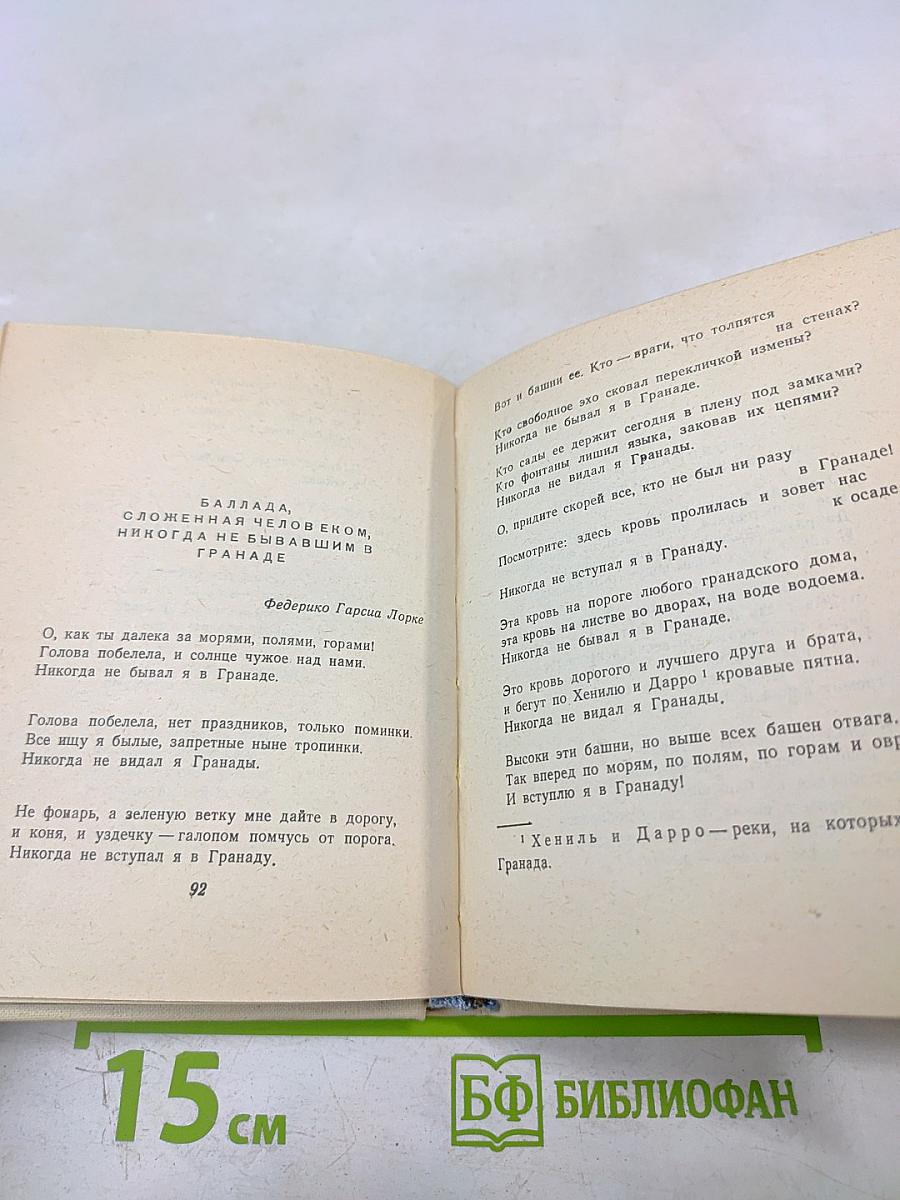 БАЛЛАДА,
СЛОЖЕННАЯ ЧЕЛОВЕКОМ,
НИКОГДА НЕ БЫВАВШИМ В
ГРАНАДЕ
Федерико Гарсиа Лорке
О, как ты далека за морями, полями, горами!
Голова побелела, и солнце чужое над нами.
Никогда не бывал я в Гранаде.
Голова побелела, нет праздников, только поминки.
Все ищу я былые, запретные ныне тропинки.
Никогда не видал я Гранады.
Не фонарь, а зеленую ветку мне дайте в дорогу,
и коня, и уздечку — галопом помчусь от порога.
Никогда не вступал я в Гранаду.
92
Вот и башни ее. Кто — враги, что толпятся
на стенах?
Кто свободное эхо сковал перекличкой измены?
Никогда не бывал я в Гранаде.
Кто сады ее держит сегодня в плену под замками?
Кто фонтаны лишил языка, заковав их цепями?
Никогда не видал я Гранады.
О, придите скорей все, кто не был ни разу
в Гранаде!
Посмотрите: здесь кровь пролилась и зовет нас
к осаде
Никогда не вступал я в Гранаду.
Эта кровь на пороге любого гранадского дома,
эта кровь на листве во дворах, на воде водоема.
Никогда не бывал я в Гранаде.
Это кровь дорогого и лучшего друга и брата,
и бегут по Хенилю и Дарро ¹ кровавые пятна.
Никогда не видал я Гранады.
Высоки эти башни, но выше всех башен отвага.
Так вперед по морям, по полям, по горам и овр
И вступлю я в Гранаду!
¹ Хениль и Дарро — реки, на которых
Гранада.
15 см
БФ БИБЛИОФАН